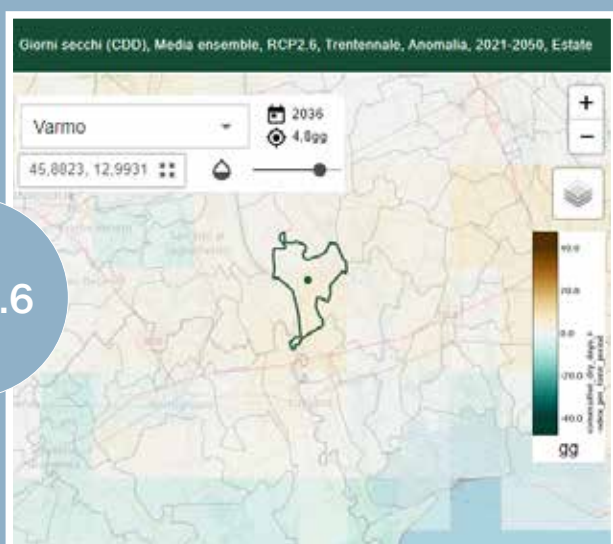 Giorni secchi (CDD), Media ensemble, RCP2.6, Trentennale, Anomalia, 2021-2050, Estate
Varmo
2036
4,8gg
45,8823, 12,9931
+
−
.6
40.0
20.0
0.0
-20.0
-40.0
gg